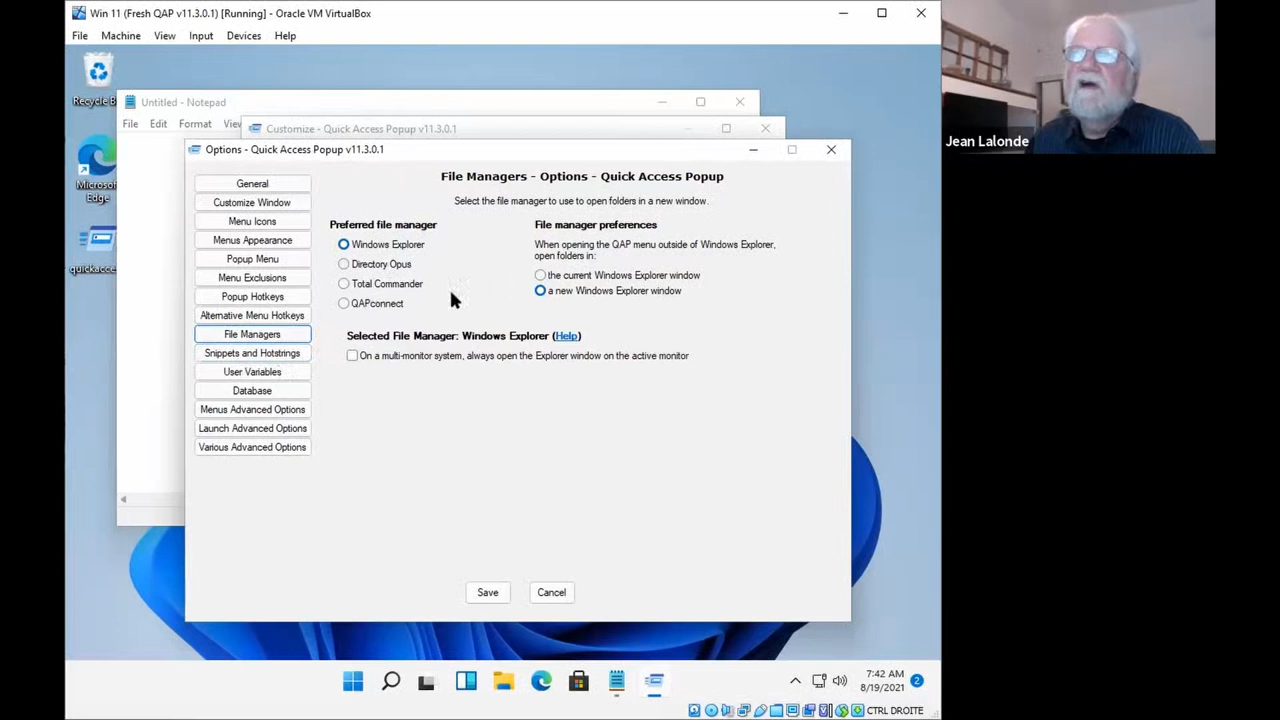 Win 11 (Fresh QAP v11.3.0.1) [Running] - Oracle VM VirtualBox
File Machine View Input Devices Help
Recycle B
Untitled - Notepad
File Edit Format View
Customize - Quick Access Popup v11.3.0.1
Options - Quick Access Popup v11.3.0.1
Microsoft
Edge
quickacce
General
Customize Window
Menu Icons
Menus Appearance
Popup Menu
Menu Exclusions
Popup Hotkeys
Alternative Menu Hotkeys
File Managers
Snippets and Hotstrings
User Variables
Database
Menus Advanced Options
Launch Advanced Options
Various Advanced Options
File Managers - Options - Quick Access Popup
Select the file manager to use to open folders in a new window.
Preferred file manager
Windows Explorer
Directory Opus
Total Commander
QAPconnect
File manager preferences
When opening the QAP menu outside of Windows Explorer,
open folders in:
the current Windows Explorer window
a new Windows Explorer window
Selected File Manager: Windows Explorer (Help)
On a multi-monitor system, always open the Explorer window on the active monitor
Save Cancel
7:42 AM
8/19/2021
2
CTRL DROITE
Jean Lalonde